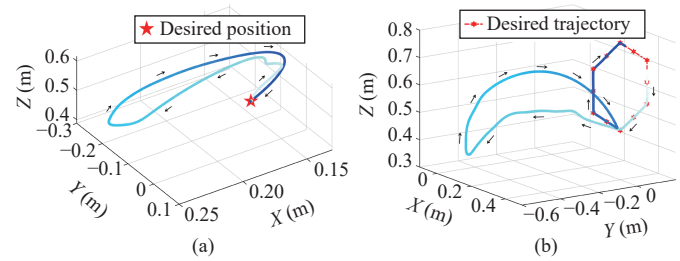 ★ Desired position
Z (m)
0.6
0.5
0.4
−0.3
−0.2
−0.1
0
0.1
Y (m)
0.25
0.20
0.15
X (m)
(a)
Desired trajectory
Z (m)
0.8
0.7
0.6
0.5
0.4
0.3
0
0.2
0.4
X (m)
−0.6
−0.4
−0.2
0
Y (m)
(b)